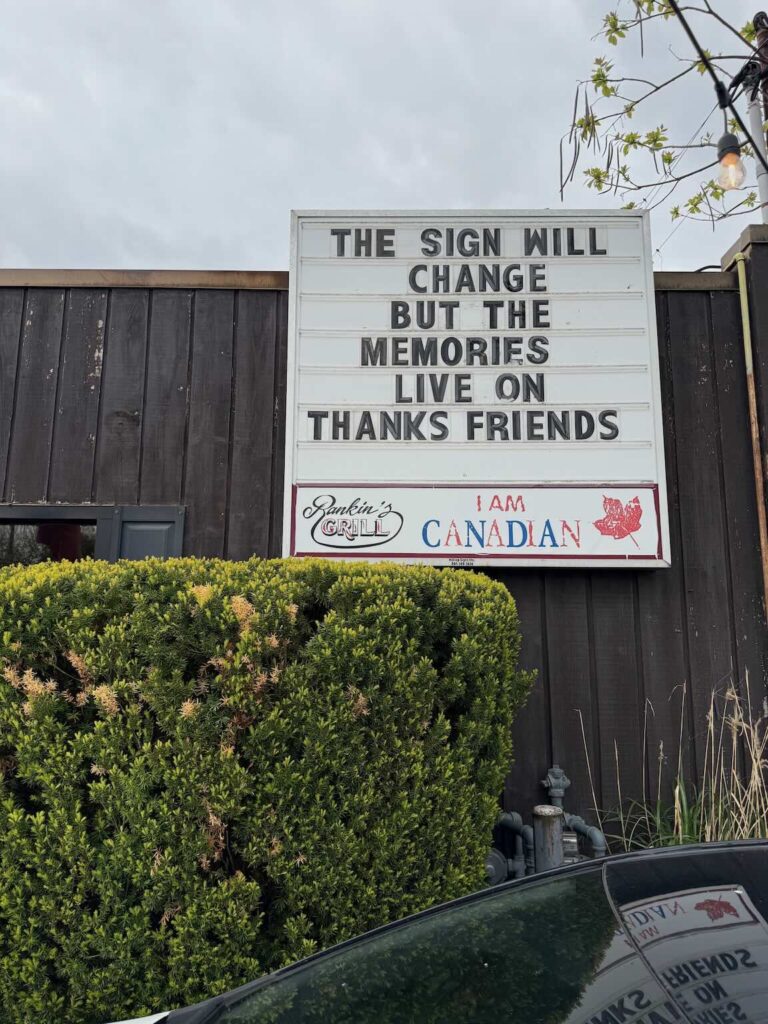 THE SIGN WILL
CHANGE
BUT THE
MEMORIES
LIVE ON
THANKS FRIENDS
Rankin's
GRILL
I AM
CANADIAN